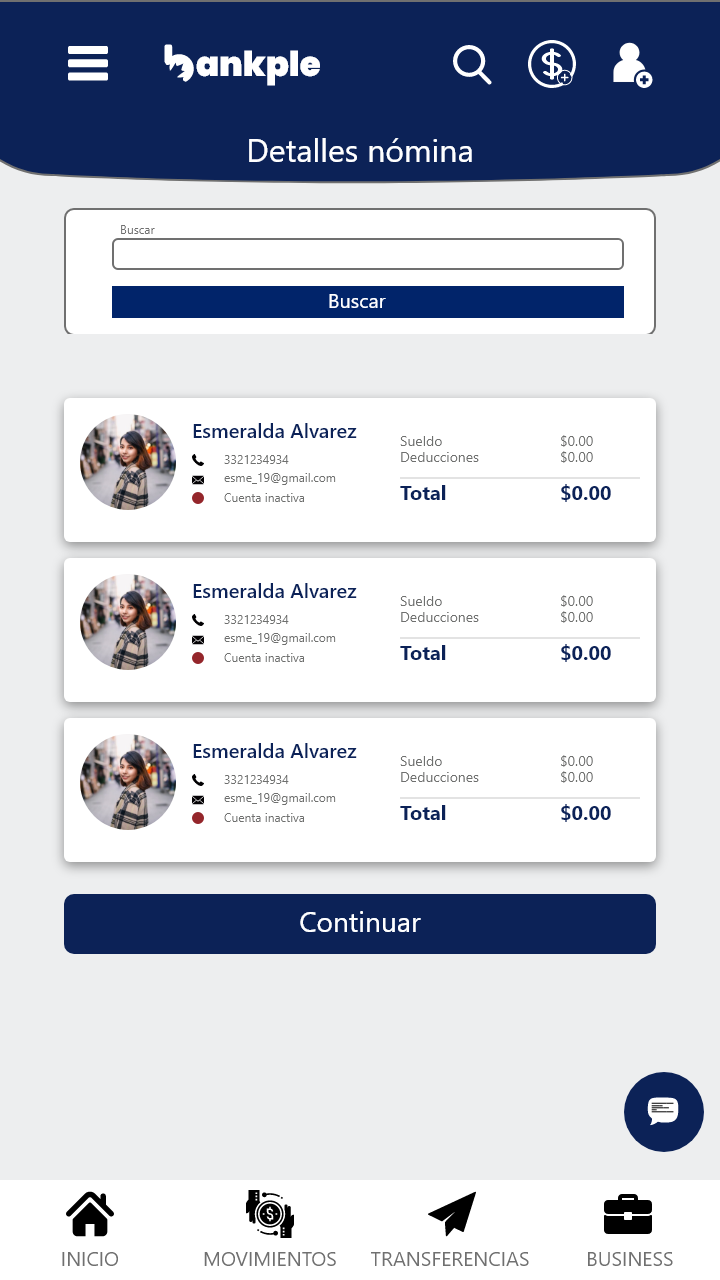 bankple
Detalles nómina
Buscar
Buscar
Esmeralda Alvarez
3321234934
esme_19@gmail.com
Cuenta inactiva
Sueldo $0.00
Deducciones $0.00
Total $0.00
Esmeralda Alvarez
3321234934
esme_19@gmail.com
Cuenta inactiva
Sueldo $0.00
Deducciones $0.00
Total $0.00
Esmeralda Alvarez
3321234934
esme_19@gmail.com
Cuenta inactiva
Sueldo $0.00
Deducciones $0.00
Total $0.00
Continuar
INICIO MOVIMIENTOS TRANSFERENCIAS BUSINESS